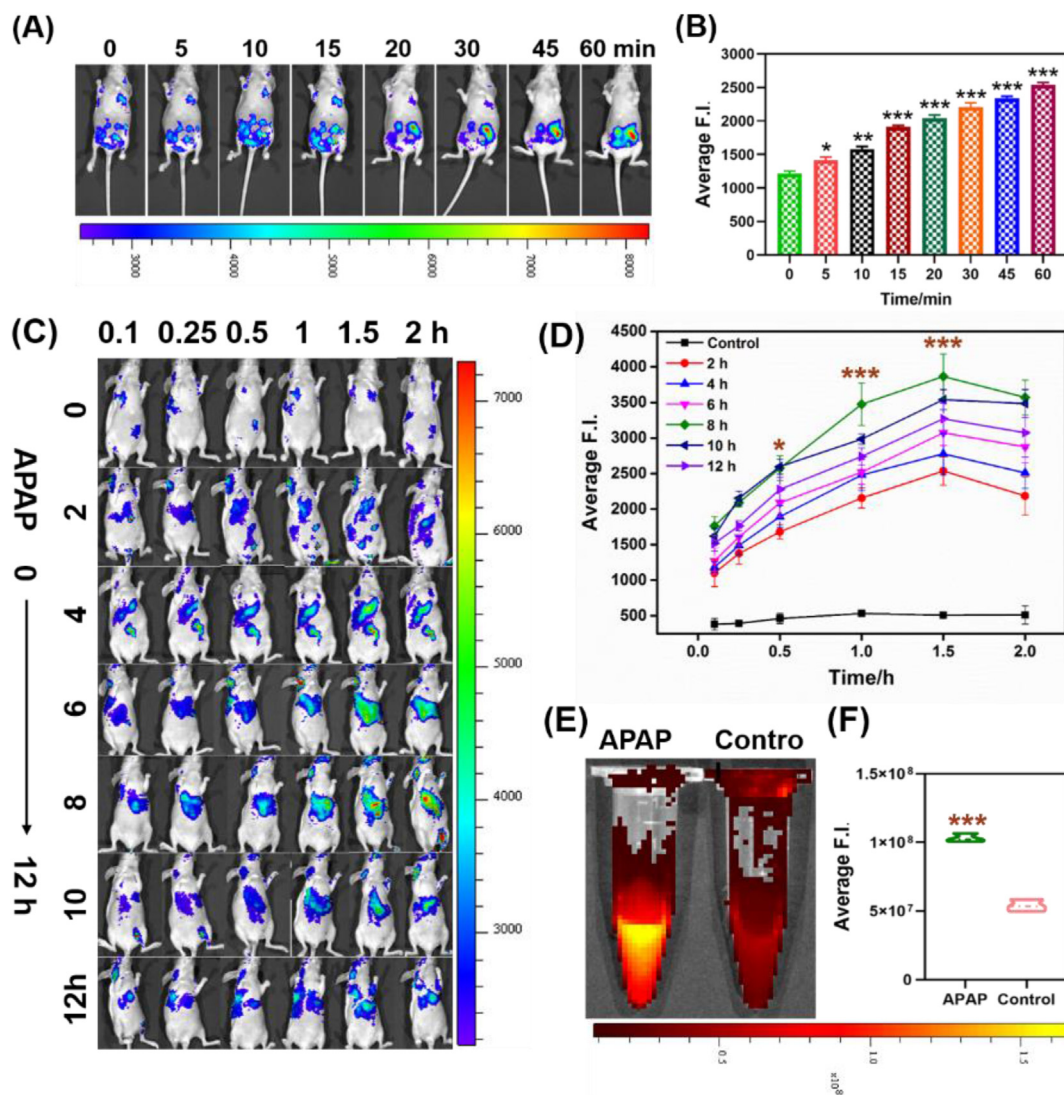 (A)
0 5 10 15 20 30 45 60 min
3000 4000 5000 6000 7000 8000
(B)
Average F.I.
3000
2500
2000
1500
1000
500
0
* ** *** *** *** *** ***
0 5 10 15 20 30 45 60
Time/min
(C)
0.1 0.25 0.5 1 1.5 2 h
APAP 0 12 h
0
2
4
6
8
10
12h
7000
6000
5000
4000
3000
(D)
Average F.I.
4500
4000
3500
3000
2500
2000
1500
1000
500
Control
2 h
4 h
6 h
8 h
10 h
12 h
* *** ***
0.0 0.5 1.0 1.5 2.0
Time/h
(E)
APAP Contro
0.5 1.0 1.5
×10⁸
(F)
Average F.I.
1.5×10⁸
1×10⁸
5×10⁷
0
***
APAP Control